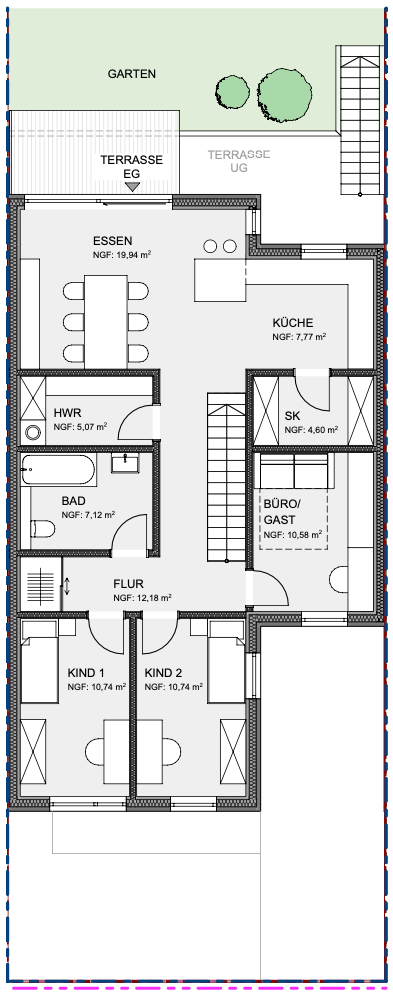 GARTEN
TERRASSE
EG
TERRASSE
UG
ESSEN
NGF: 19,94 m²
KÜCHE
NGF: 7,77 m²
HWR
NGF: 5,07 m²
SK
NGF: 4,60 m²
BAD
NGF: 7,12 m²
BÜRO/
GAST
NGF: 10,58 m²
FLUR
NGF: 12,18 m²
KIND 1
NGF: 10,74 m²
KIND 2
NGF: 10,74 m²